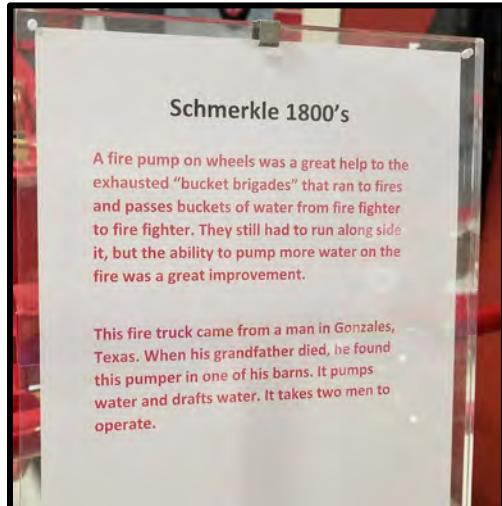 Schmerkle 1800's
A fire pump on wheels was a great help to the
exhausted “bucket brigades” that ran to fires
and passes buckets of water from fire fighter
to fire fighter. They still had to run along side
it, but the ability to pump more water on the
fire was a great improvement.
This fire truck came from a man in Gonzales,
Texas. When his grandfather died, he found
this pumper in one of his barns. It pumps
water and drafts water. It takes two men to
operate.